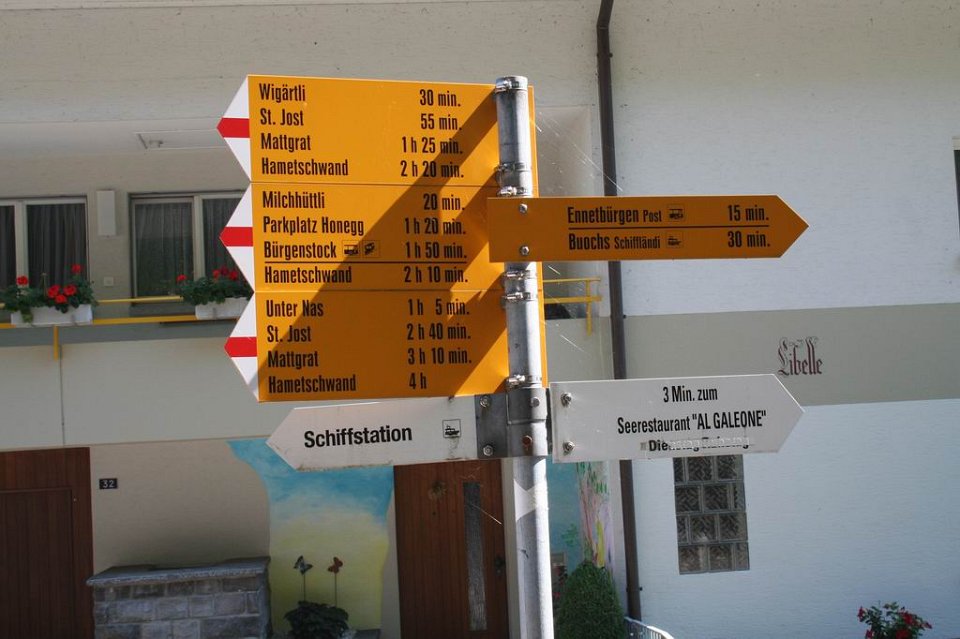 Wigärtli 30 min.
St. Jost 55 min.
Mattgrat 1 h 25 min.
Hametschwand 2 h 20 min.
Milchhüttli 20 min.
Parkplatz Honegg 1 h 20 min.
Bürgenstock 1 h 50 min.
Hametschwand 2 h 10 min.
Unter Nas 1 h 5 min.
St. Jost 2 h 40 min.
Mattgrat 3 h 10 min.
Hametschwand 4 h
Ennetbürgen Post 15 min.
Buochs Schiffländi 30 min.
Schiffstation
3 Min. zum
Seerestaurant "AL GALEONE"
Libelle
32